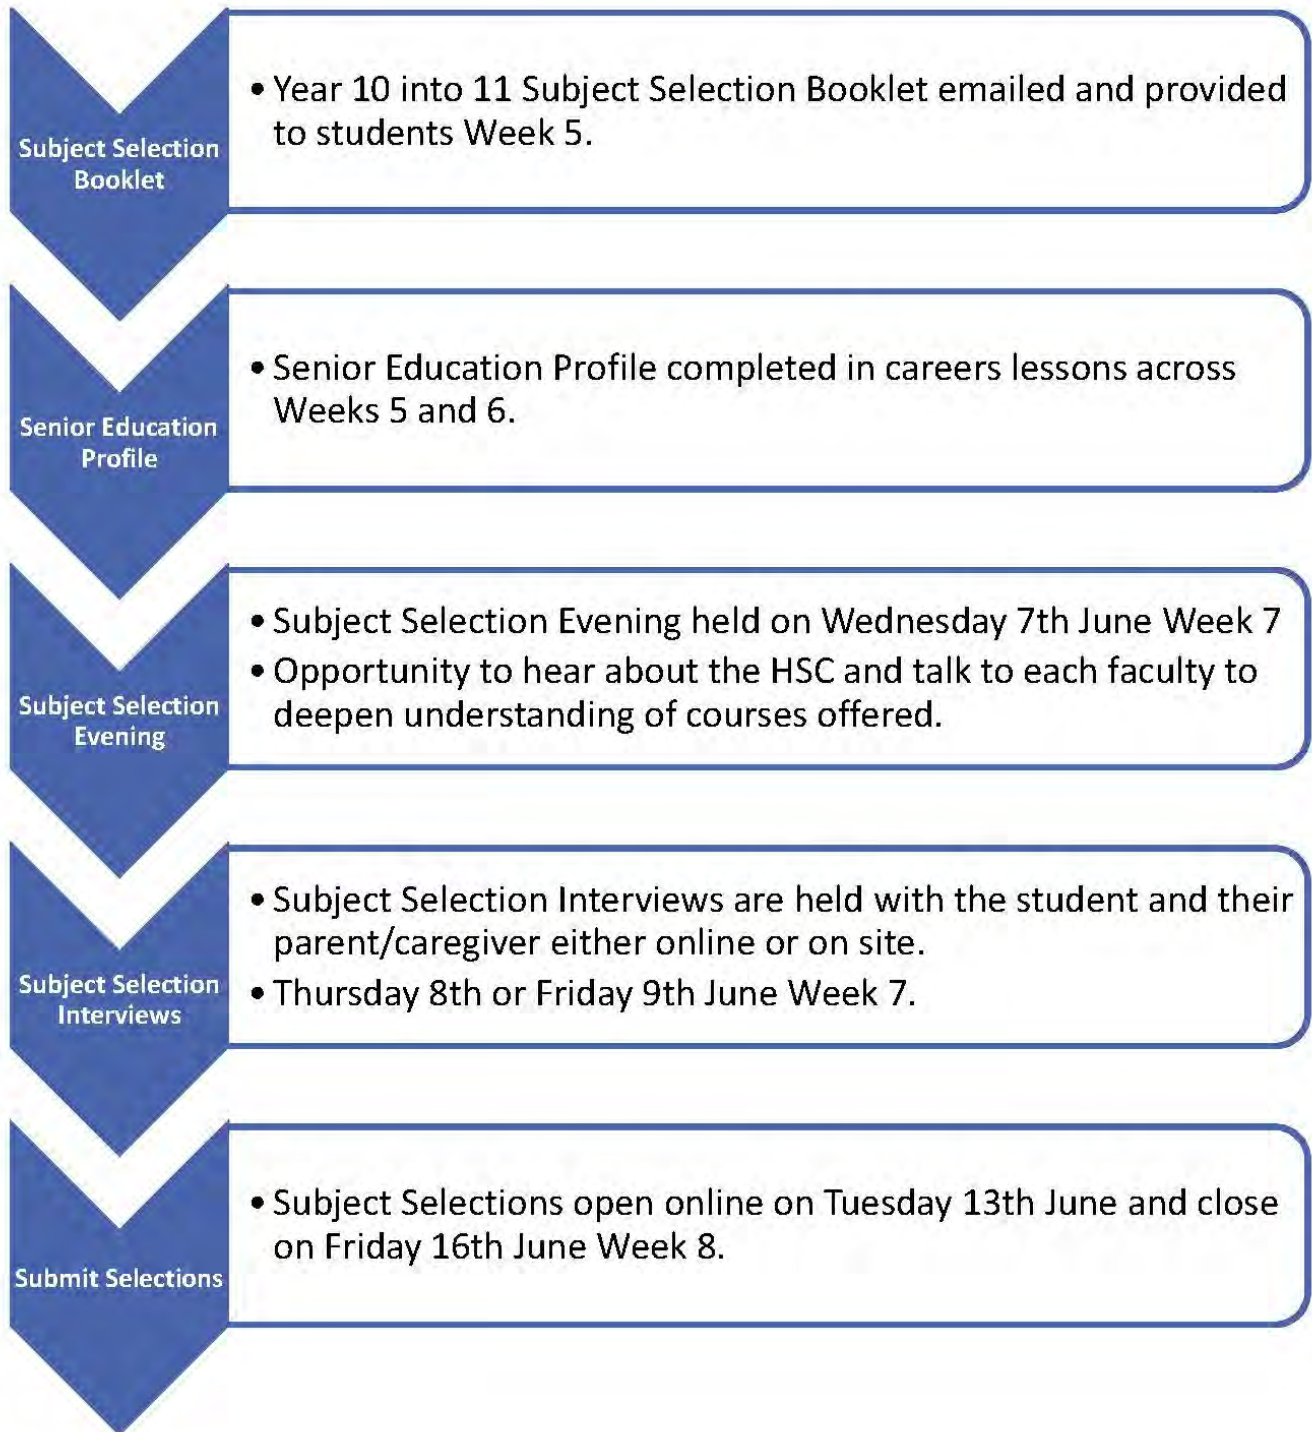 Subject Selection
Booklet
• Year 10 into 11 Subject Selection Booklet emailed and provided
to students Week 5.
Senior Education
Profile
• Senior Education Profile completed in careers lessons across
Weeks 5 and 6.
Subject Selection
Evening
• Subject Selection Evening held on Wednesday 7th June Week 7
• Opportunity to hear about the HSC and talk to each faculty to
deepen understanding of courses offered.
Subject Selection
Interviews
• Subject Selection Interviews are held with the student and their
parent/caregiver either online or on site.
• Thursday 8th or Friday 9th June Week 7.
Submit Selections
• Subject Selections open online on Tuesday 13th June and close
on Friday 16th June Week 8.